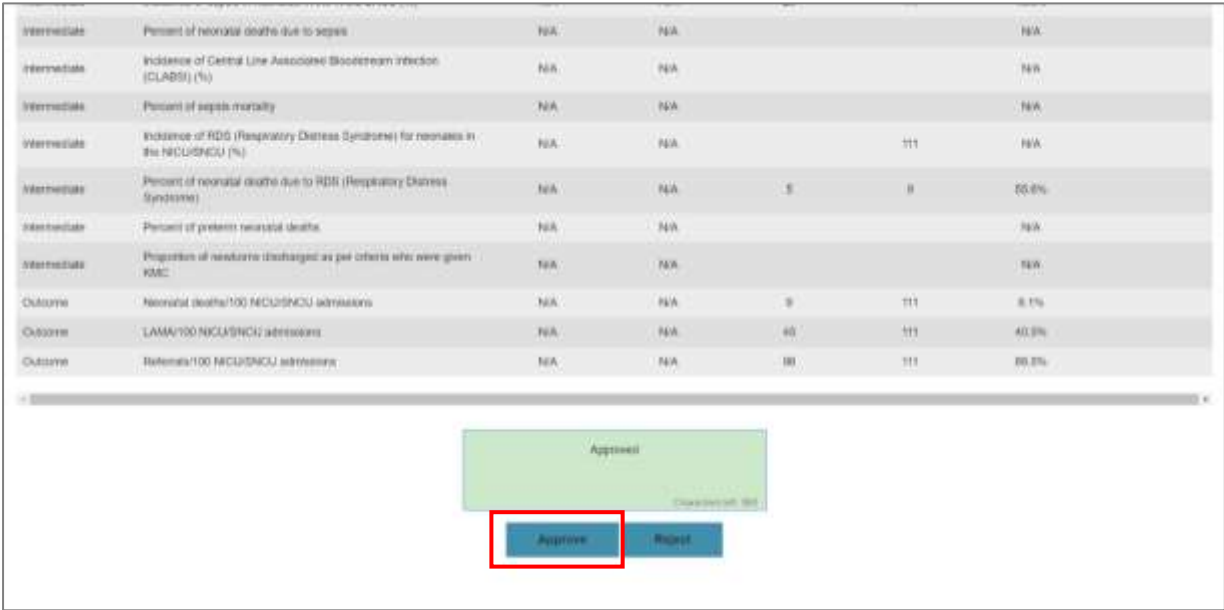 Intermediate Percent of neonatal deaths due to sepsis N/A N/A N/A
Intermediate Incidence of Central Line Associated Bloodstream Infection
(CLABSI) (%) N/A N/A N/A
Intermediate Percent of sepsis mortality N/A N/A N/A
Intermediate Incidence of RDS (Respiratory Distress Syndrome) for neonates in
the NICU/SNCU (%) N/A N/A 111 N/A
Intermediate Percent of neonatal deaths due to RDS (Respiratory Distress
Syndrome) N/A N/A 5 9 55.6%
Intermediate Percent of preterm neonatal deaths N/A N/A N/A
Intermediate Proportion of newborns discharged as per criteria who were given
KMC N/A N/A N/A
Outcome Neonatal deaths/100 NICU/SNCU admissions N/A N/A 9 111 8.1%
Outcome LAMA/100 NICU/SNCU admissions N/A N/A 111
Outcome Referrals/100 NICU/SNCU admissions N/A N/A 111
Approved
Characters left:
Approve Reject